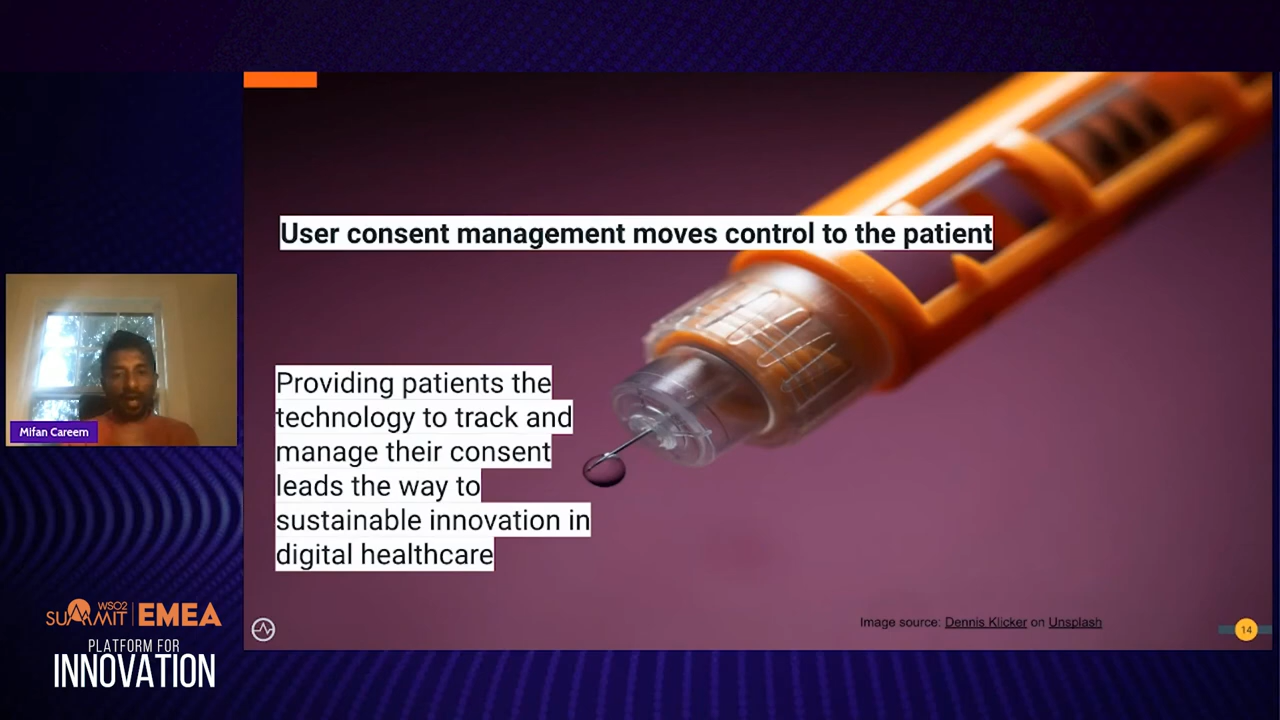 User consent management moves control to the patient
Providing patients the
technology to track and
manage their consent
leads the way to
sustainable innovation in
digital healthcare
Mifan Careem
WSO2
SUMMIT EMEA
PLATFORM FOR
INNOVATION
Image source: Dennis Klicker on Unsplash
14